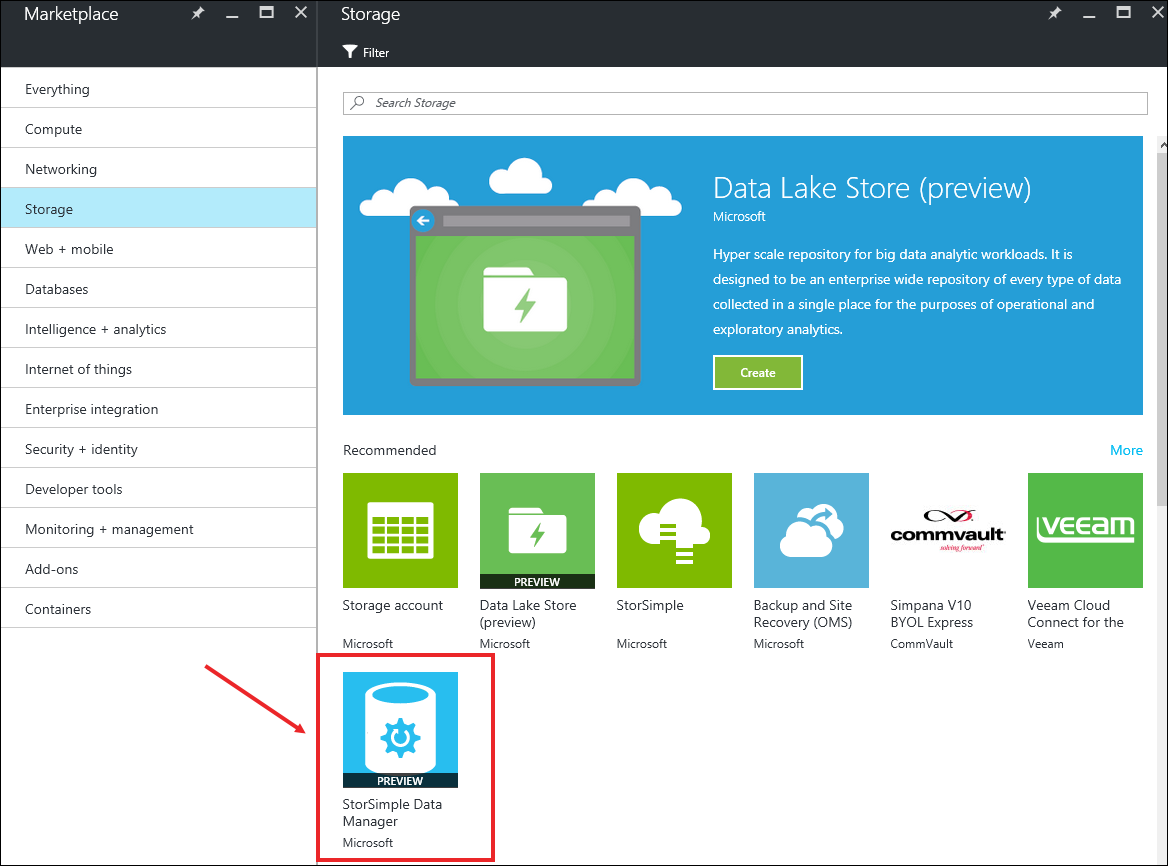 Marketplace
Everything
Compute
Networking
Storage
Web + mobile
Databases
Intelligence + analytics
Internet of things
Enterprise integration
Security + identity
Developer tools
Monitoring + management
Add-ons
Containers
Storage
Filter
Search Storage
Data Lake Store (preview)
Microsoft
Hyper scale repository for big data analytic workloads. It is
designed to be an enterprise wide repository of every type of data
collected in a single place for the purposes of operational and
exploratory analytics.
Create
Recommended
More
Storage account
Microsoft
PREVIEW
Data Lake Store
(preview)
Microsoft
StorSimple
Microsoft
Backup and Site
Recovery (OMS)
Microsoft
commvault
solving forward
Simpana V10
BYOL Express
CommVault
veeam
Veeam Cloud
Connect for the
Veeam
PREVIEW
StorSimple Data
Manager
Microsoft